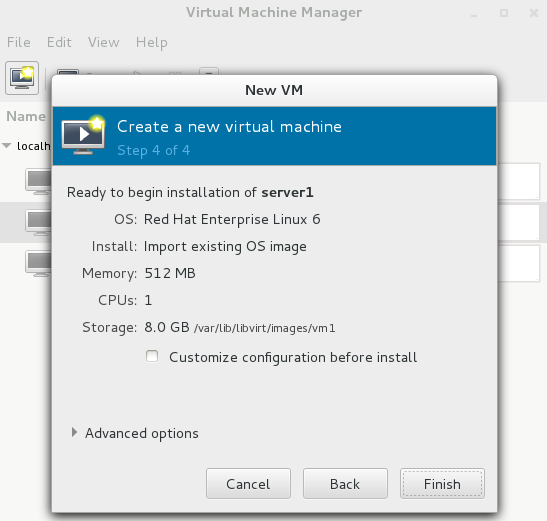 Virtual Machine Manager
File Edit View Help
New VM
Create a new virtual machine
Step 4 of 4
Name
localh
Ready to begin installation of server1
OS: Red Hat Enterprise Linux 6
Install: Import existing OS image
Memory: 512 MB
CPUs: 1
Storage: 8.0 GB /var/lib/libvirt/images/vm1
Customize configuration before install
Advanced options
Cancel Back Finish